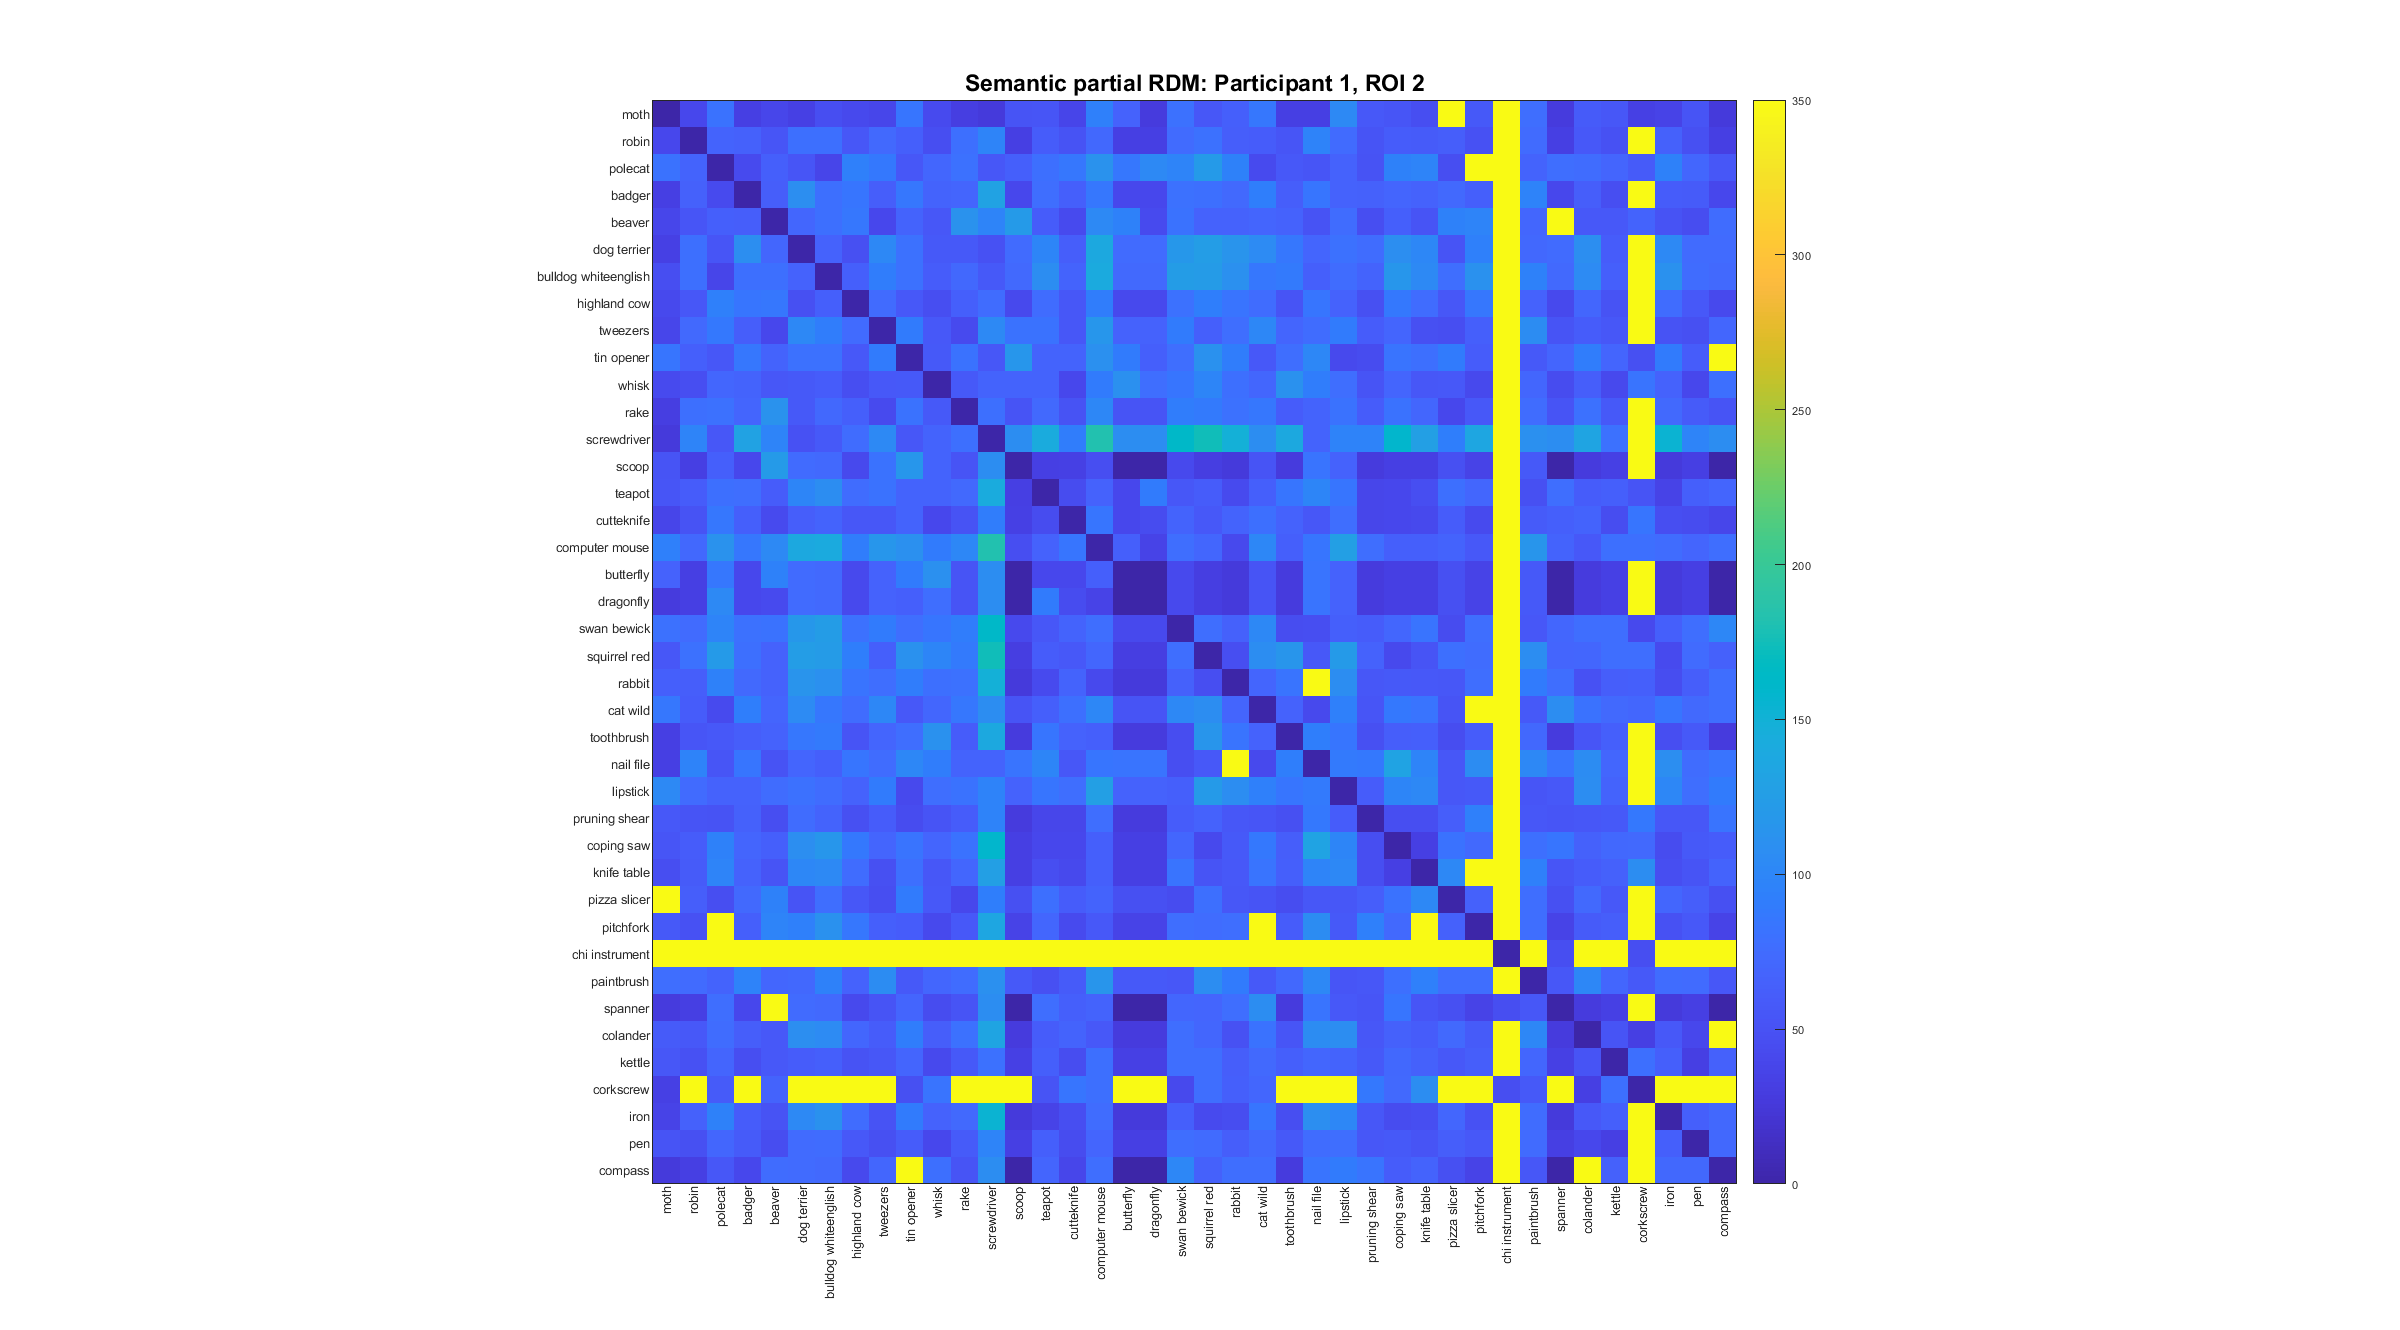 Semantic partial RDM: Participant 1, ROI 2
moth
robin
polecat
badger
beaver
dog terrier
bulldog whiteenglish
highland cow
tweezers
tin opener
whisk
rake
screwdriver
scoop
teapot
cutteknife
computer mouse
butterfly
dragonfly
swan bewick
squirrel red
rabbit
cat wild
toothbrush
nail file
lipstick
pruning shear
coping saw
knife table
pizza slicer
pitchfork
chi instrument
paintbrush
spanner
colander
kettle
corkscrew
iron
pen
compass
moth
robin
polecat
badger
beaver
dog terrier
bulldog whiteenglish
highland cow
tweezers
tin opener
whisk
rake
screwdriver
scoop
teapot
cutteknife
computer mouse
butterfly
dragonfly
swan bewick
squirrel red
rabbit
cat wild
toothbrush
nail file
lipstick
pruning shear
coping saw
knife table
pizza slicer
pitchfork
chi instrument
paintbrush
spanner
colander
kettle
corkscrew
iron
pen
compass
350
300
250
200
150
100
50
0